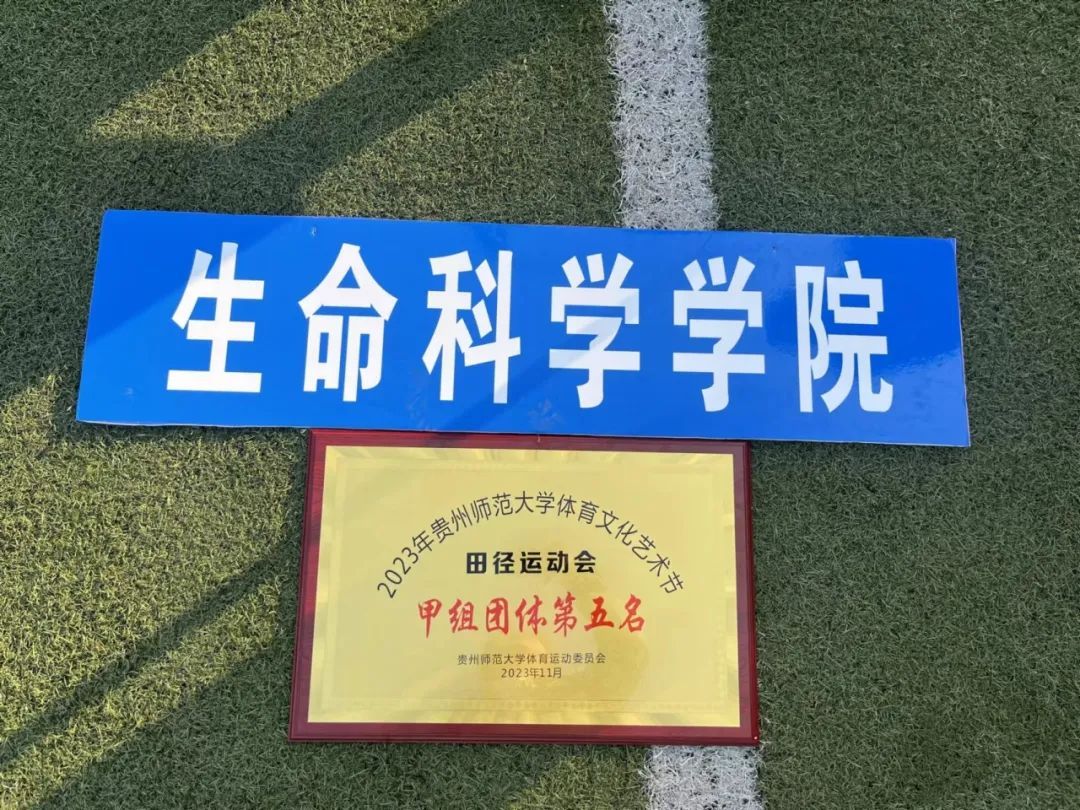 生命科学学院
2023年贵州师范大学体育文化艺术节
田径运动会
甲组团体第五名
贵州师范大学体育运动委员会
2023年11月